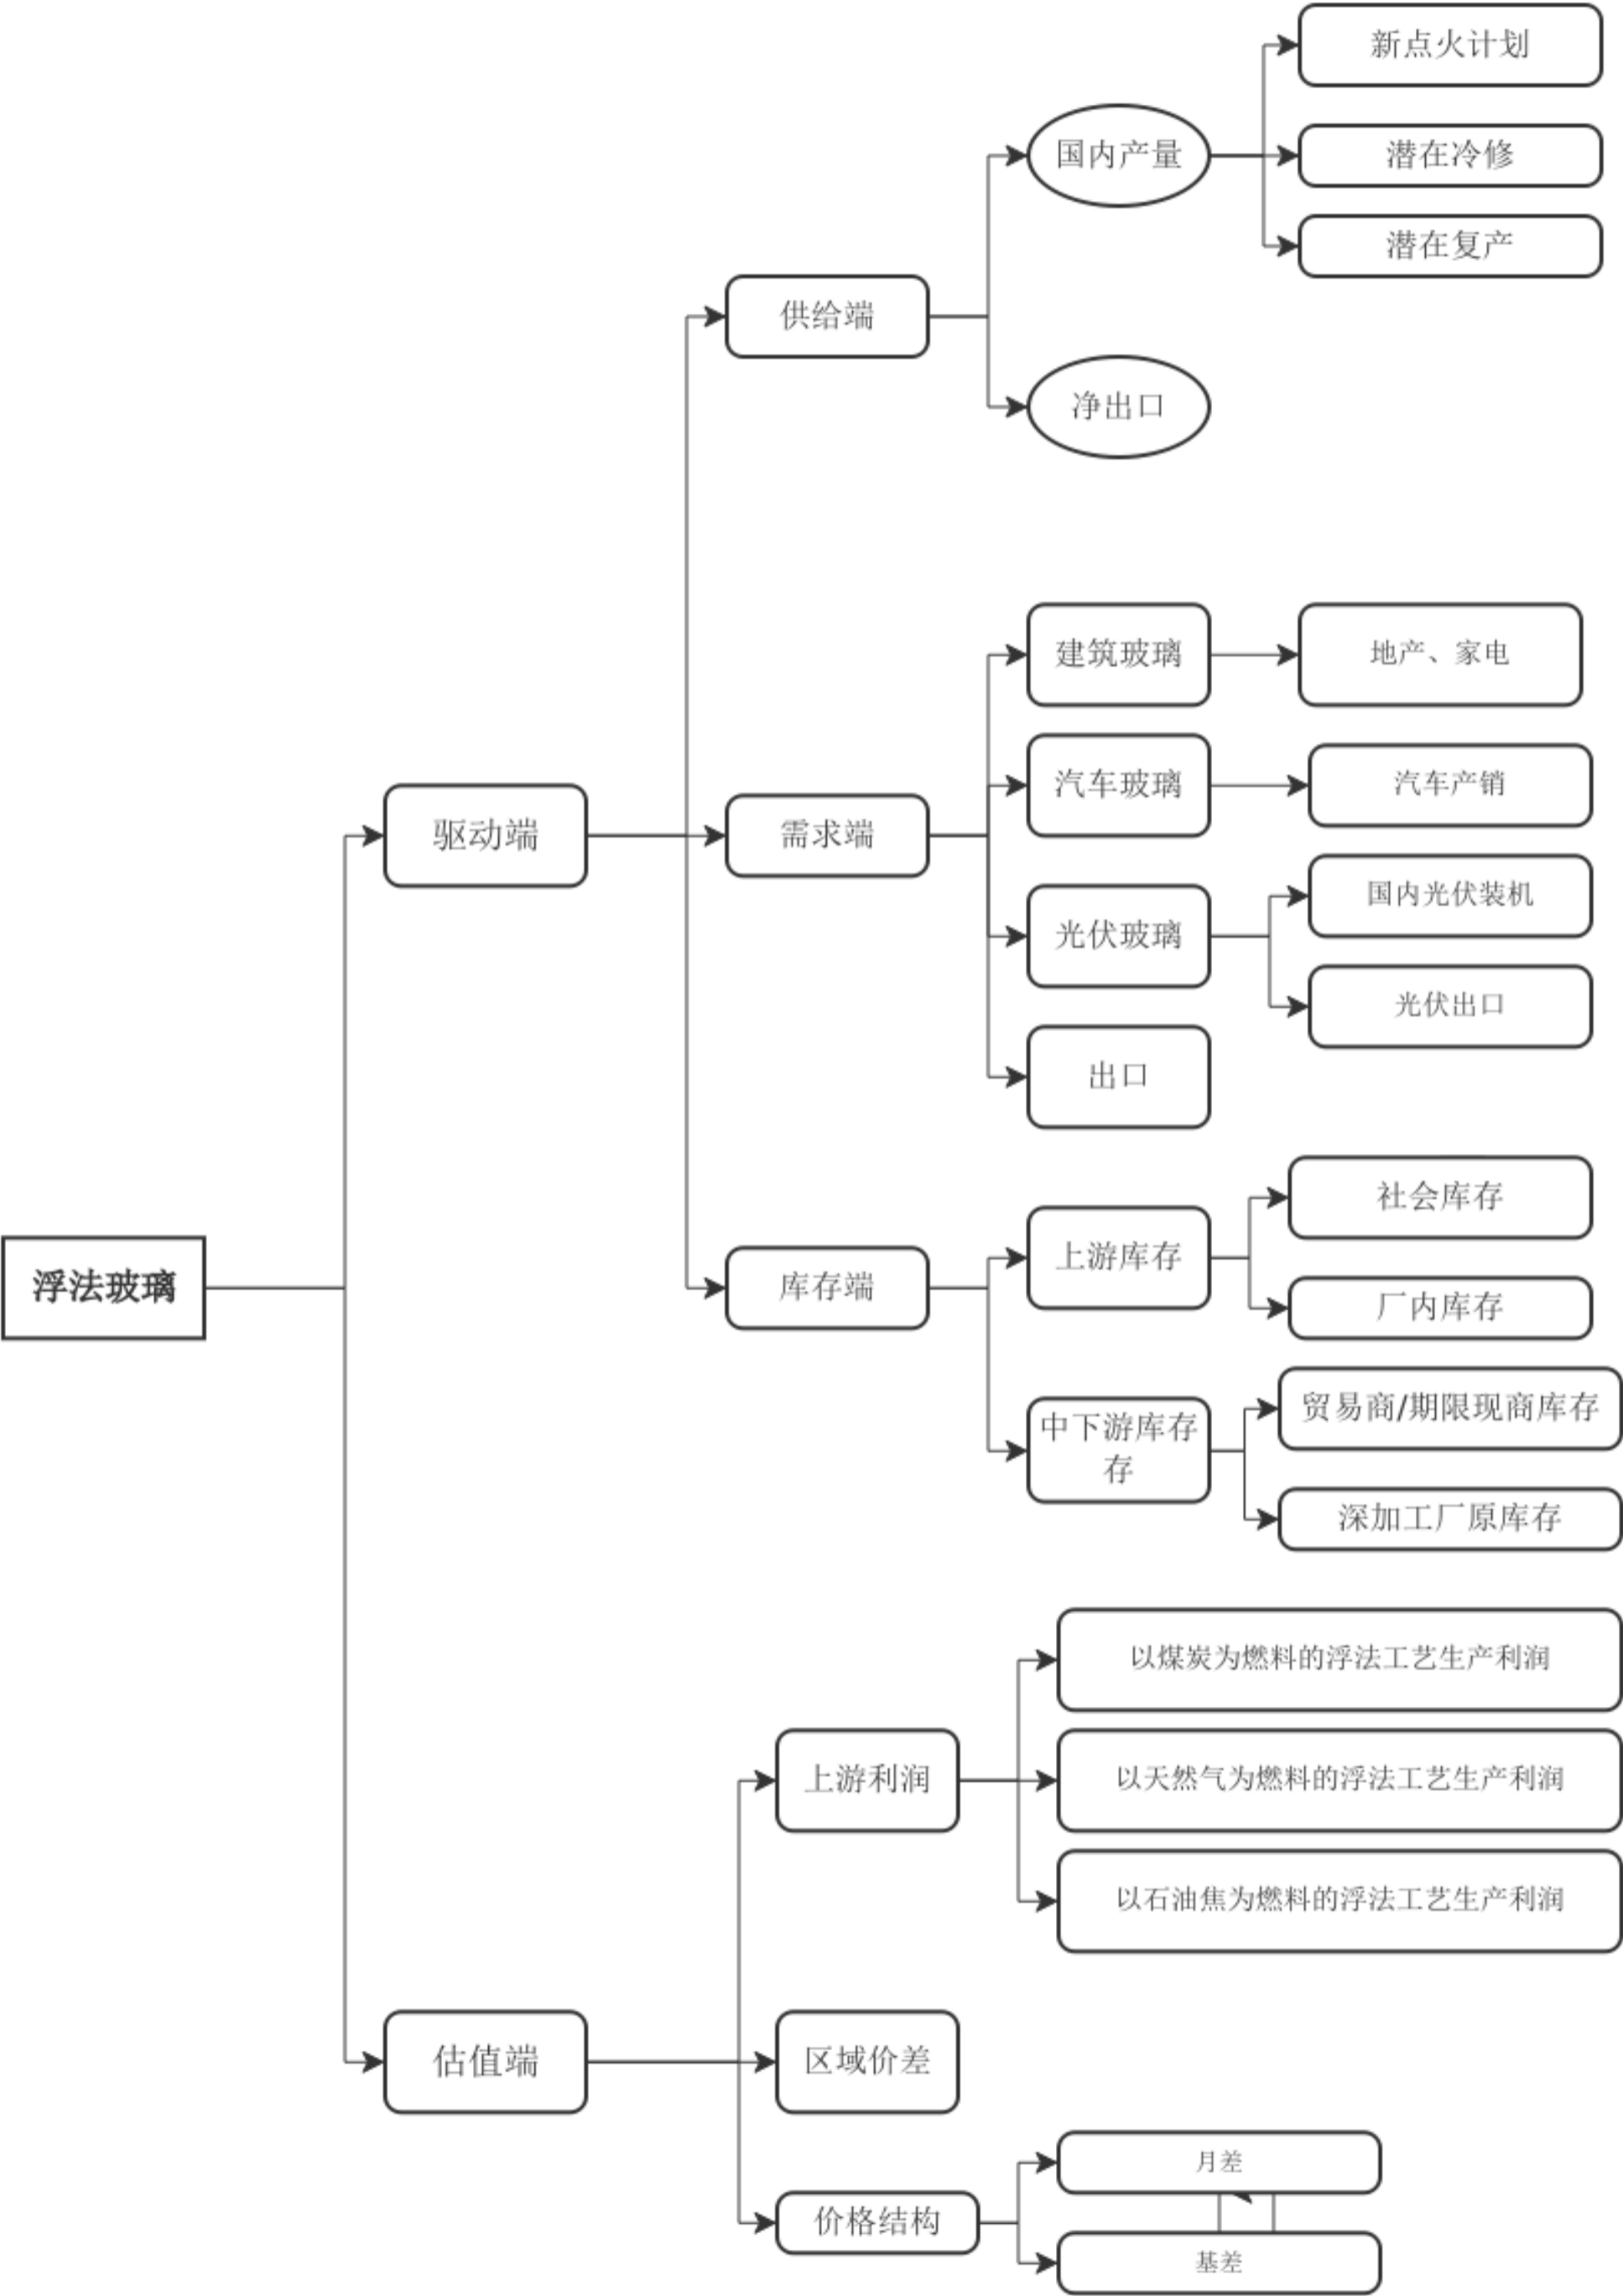 新点火计划
国内产量
潜在冷修
潜在复产
供给端
净出口
建筑玻璃
地产、家电
汽车玻璃
汽车产销
驱动端
需求端
国内光伏装机
光伏玻璃
光伏出口
出口
社会库存
上游库存
浮法玻璃
库存端
厂内库存
贸易商/期限现商库存
中下游库存
存
深加工厂原库存
以煤炭为燃料的浮法工艺生产利润
上游利润
以天然气为燃料的浮法工艺生产利润
以石油焦为燃料的浮法工艺生产利润
估值端
区域价差
月差
价格结构
基差